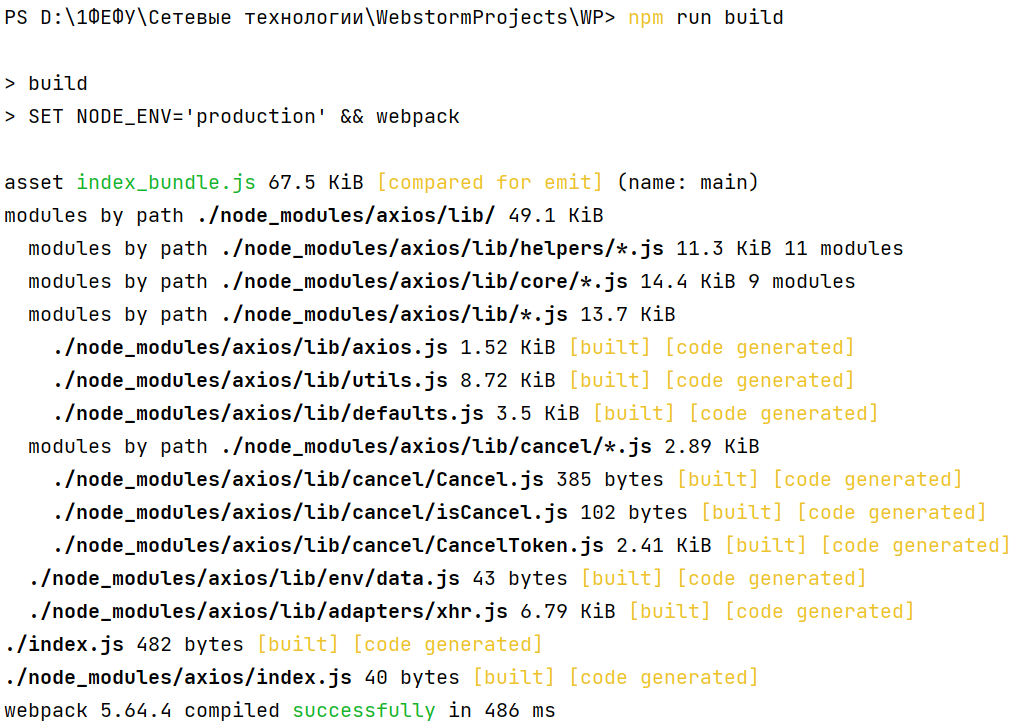 PS D:\1ФЕФУ\Сетевые технологии\WebstormProjects\WP> npm run build
> build
> SET NODE_ENV='production' && webpack
asset index_bundle.js 67.5 KiB [compared for emit] (name: main)
modules by path ./node_modules/axios/lib/ 49.1 KiB
  modules by path ./node_modules/axios/lib/helpers/*.js 11.3 KiB 11 modules
  modules by path ./node_modules/axios/lib/core/*.js 14.4 KiB 9 modules
  modules by path ./node_modules/axios/lib/*.js 13.7 KiB
    ./node_modules/axios/lib/axios.js 1.52 KiB [built] [code generated]
    ./node_modules/axios/lib/utils.js 8.72 KiB [built] [code generated]
    ./node_modules/axios/lib/defaults.js 3.5 KiB [built] [code generated]
  modules by path ./node_modules/axios/lib/cancel/*.js 2.89 KiB
    ./node_modules/axios/lib/cancel/Cancel.js 385 bytes [built] [code generated]
    ./node_modules/axios/lib/cancel/isCancel.js 102 bytes [built] [code generated]
    ./node_modules/axios/lib/cancel/CancelToken.js 2.41 KiB [built] [code generated]
  ./node_modules/axios/lib/env/data.js 43 bytes [built] [code generated]
  ./node_modules/axios/lib/adapters/xhr.js 6.79 KiB [built] [code generated]
./index.js 482 bytes [built] [code generated]
./node_modules/axios/index.js 40 bytes [built] [code generated]
webpack 5.64.4 compiled successfully in 486 ms